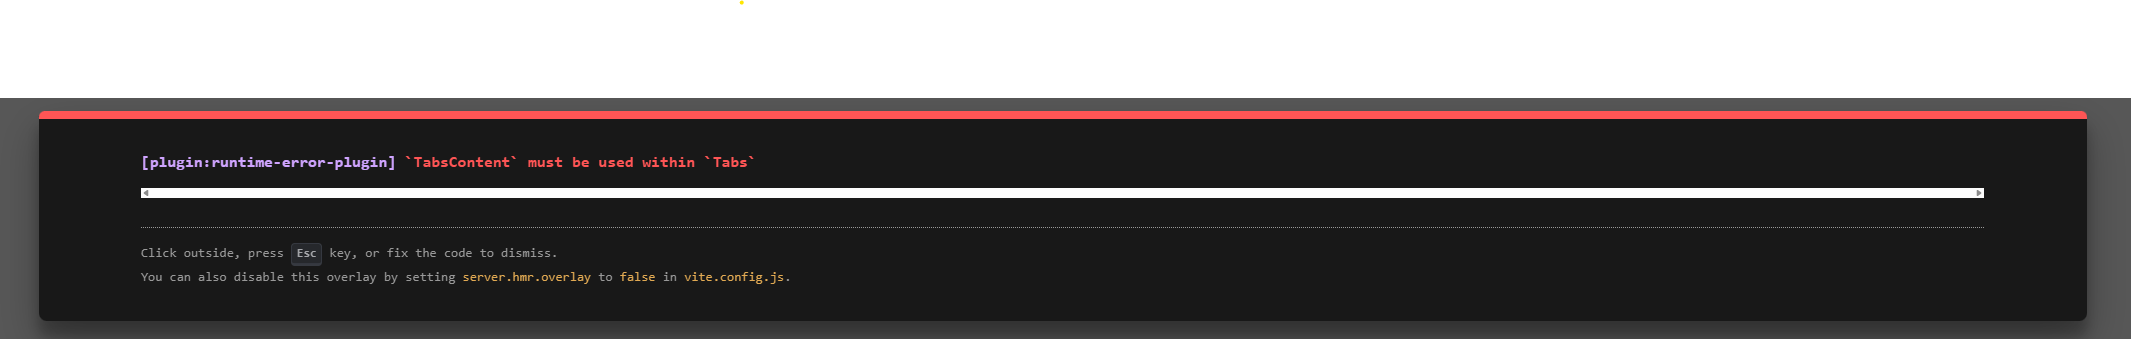 [plugin:runtime-error-plugin] `TabsContent` must be used within `Tabs`
Click outside, press Esc key, or fix the code to dismiss.
You can also disable this overlay by setting server.hmr.overlay to false in vite.config.js.